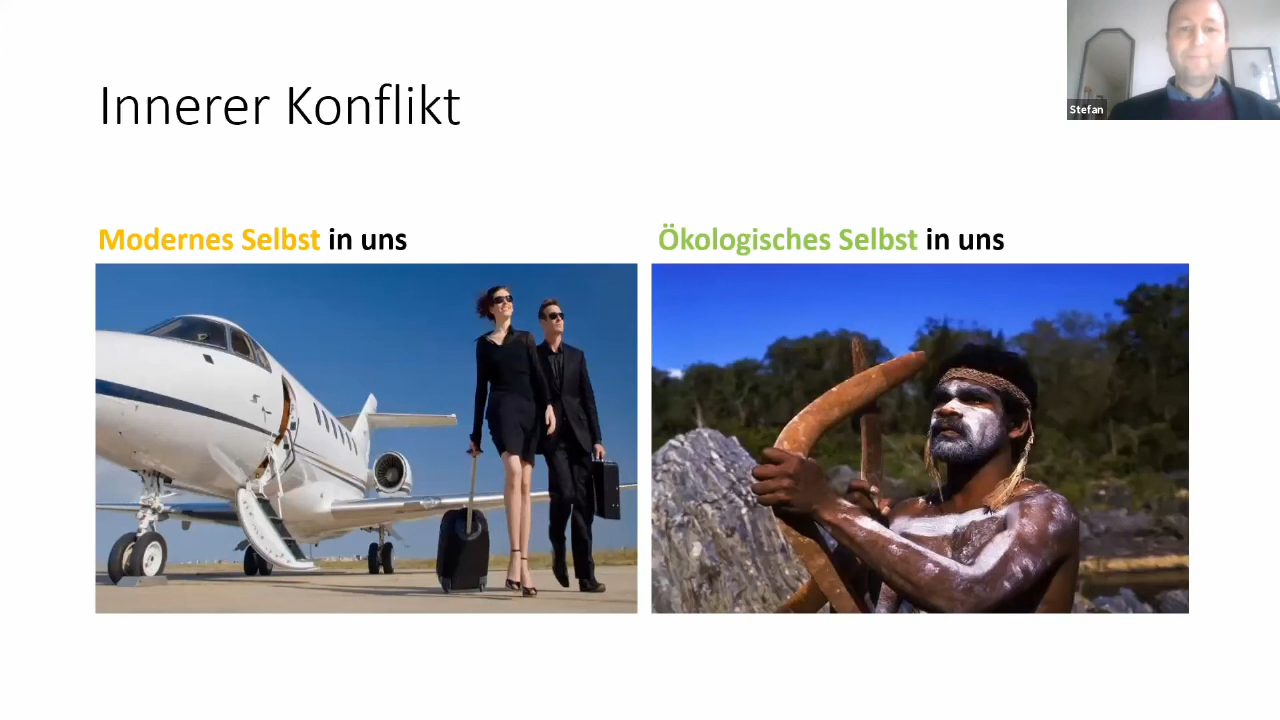 Innerer Konflikt
Stefan
Modernes Selbst in uns
Ökologisches Selbst in uns